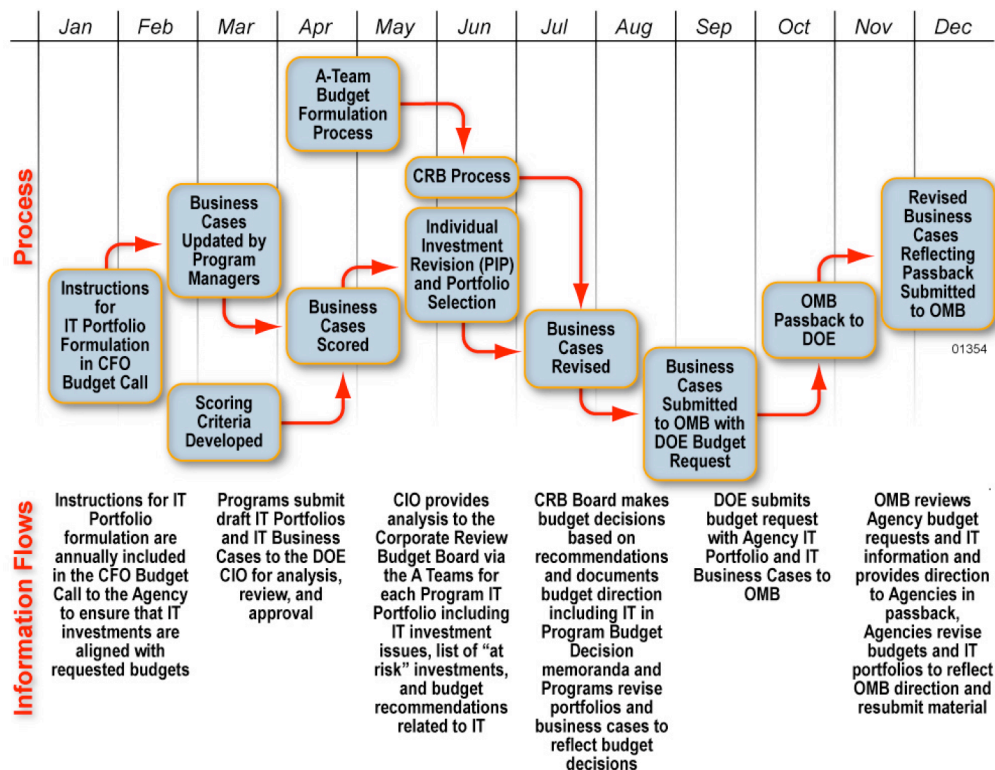 Jan Feb Mar Apr May Jun Jul Aug Sep Oct Nov Dec
Process
A-Team
Budget
Formulation
Process
CRB Process
Business
Cases
Updated by
Program
Managers
Individual
Investment
Revision (PIP)
and Portfolio
Selection
Revised
Business
Cases
Reflecting
Passback
Submitted
to OMB
Instructions
for
IT Portfolio
Formulation
in CFO
Budget Call
Business
Cases
Scored
Business
Cases
Revised
OMB
Passback to
DOE
01354
Scoring
Criteria
Developed
Business
Cases
Submitted
to OMB with
DOE Budget
Request
Information Flows
Instructions for IT
Portfolio
formulation are
annually included
in the CFO Budget
Call to the Agency
to ensure that IT
investments are
aligned with
requested budgets
Programs submit
draft IT Portfolios
and IT Business
Cases to the DOE
CIO for analysis,
review, and
approval
CIO provides
analysis to the
Corporate Review
Budget Board via
the A Teams for
each Program IT
Portfolio including
IT investment
issues, list of “at
risk” investments,
and budget
recommendations
related to IT
CRB Board makes
budget decisions
based on
recommendations
and documents
budget direction
including IT in
Program Budget
Decision
memoranda and
Programs revise
portfolios and
business cases to
reflect budget
decisions
DOE submits
budget request
with Agency IT
Portfolio and IT
Business Cases to
OMB
OMB reviews
Agency budget
requests and IT
information and
provides direction
to Agencies in
passback,
Agencies revise
budgets and IT
portfolios to reflect
OMB direction and
resubmit material